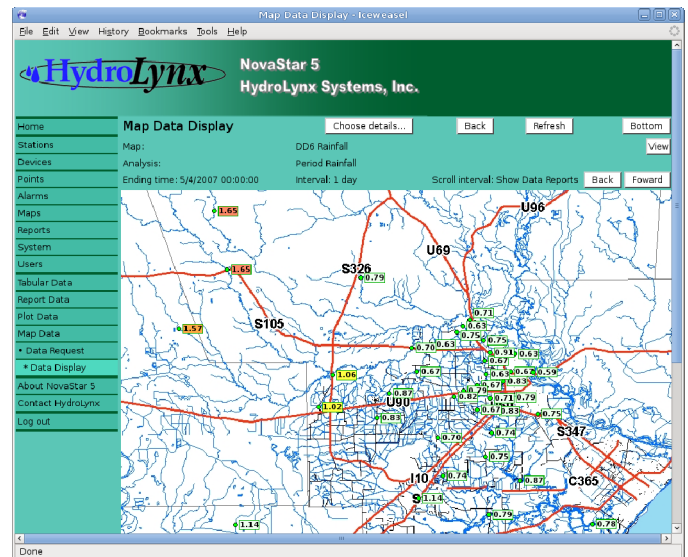 Map Data Display - Iceweasel
File Edit View History Bookmarks Tools Help
HydroLynx
NovaStar 5
HydroLynx Systems, Inc.
Home
Stations
Devices
Points
Alarms
Maps
Reports
System
Users
Tabular Data
Report Data
Plot Data
Map Data
• Data Request
* Data Display
About NovaStar 5
Contact HydroLynx
Log out
Map Data Display Choose details... Back Refresh Bottom
Map: DD6 Rainfall View
Analysis: Period Rainfall
Ending time: 5/4/2007 00:00:00 Interval: 1 day Scroll interval: Show Data Reports Back Foward
1.65 U96
U69
1.65 S326
0.79
S105 0.71
1.57 0.63
0.75 0.75
0.70 0.63 0.91 0.63
0.67
1.06 0.67 0.63 0.67 0.59
0.67 0.83
0.87 0.79
1.02 U90 0.82 0.71 0.79
0.83 0.67 0.83 0.75
0.70 0.74 S347
0.75
I10 0.74 0.87 C365
S 1.14
1.14 0.79 0.78
Done